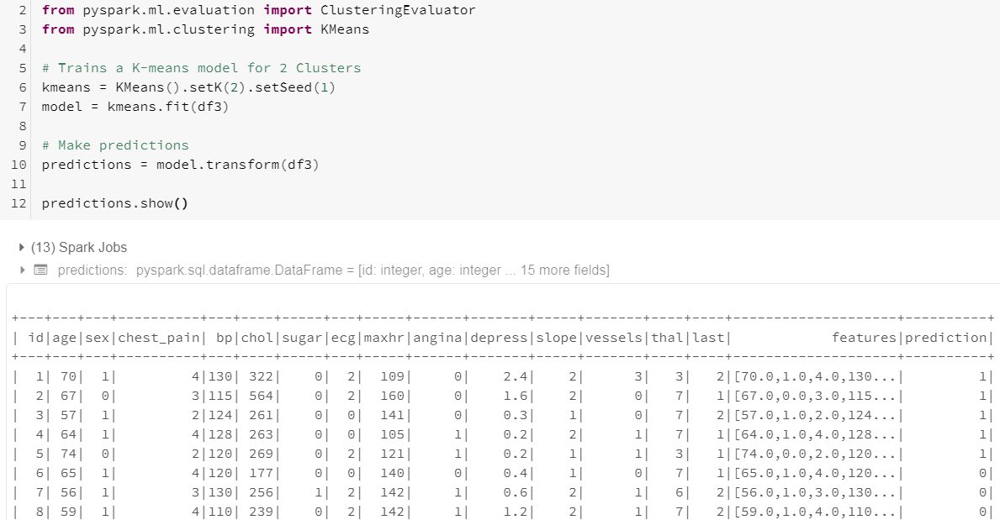 2 from pyspark.ml.evaluation import ClusteringEvaluator
3 from pyspark.ml.clustering import KMeans
4
5 # Trains a K-means model for 2 Clusters
6 kmeans = KMeans().setK(2).setSeed(1)
7 model = kmeans.fit(df3)
8
9 # Make predictions
10 predictions = model.transform(df3)
11
12 predictions.show()
(13) Spark Jobs
predictions: pyspark.sql.dataframe.DataFrame = [id: integer, age: integer ... 15 more fields]
+---+---+---+----------+---+----+-----+---+-----+------+-------+-----+-------+----+----+--------------------+----------+
| id|age|sex|chest_pain| bp|chol|sugar|ecg|maxhr|angina|depress|slope|vessels|thal|last|            features|prediction|
+---+---+---+----------+---+----+-----+---+-----+------+-------+-----+-------+----+----+--------------------+----------+
|  1| 70|  1|         4|130| 322|    0|  2|  109|     0|    2.4|    2|      3|   3|   2|[70.0,1.0,4.0,130...|         1|
|  2| 67|  0|         3|115| 564|    0|  2|  160|     0|    1.6|    2|      0|   7|   1|[67.0,0.0,3.0,115...|         1|
|  3| 57|  1|         2|124| 261|    0|  0|  141|     0|    0.3|    1|      0|   7|   2|[57.0,1.0,2.0,124...|         1|
|  4| 64|  1|         4|128| 263|    0|  0|  105|     1|    0.2|    2|      1|   7|   1|[64.0,1.0,4.0,128...|         1|
|  5| 74|  0|         2|120| 269|    0|  2|  121|     1|    0.2|    1|      1|   3|   1|[74.0,0.0,2.0,120...|         1|
|  6| 65|  1|         4|120| 177|    0|  0|  140|     0|    0.4|    1|      0|   7|   1|[65.0,1.0,4.0,120...|         0|
|  7| 56|  1|         3|130| 256|    1|  2|  142|     1|    0.6|    2|      1|   6|   2|[56.0,1.0,3.0,130...|         0|
|  8| 59|  1|         4|110| 239|    0|  2|  142|     1|    1.2|    2|      1|   7|   2|[59.0,1.0,4.0,110...|         0|